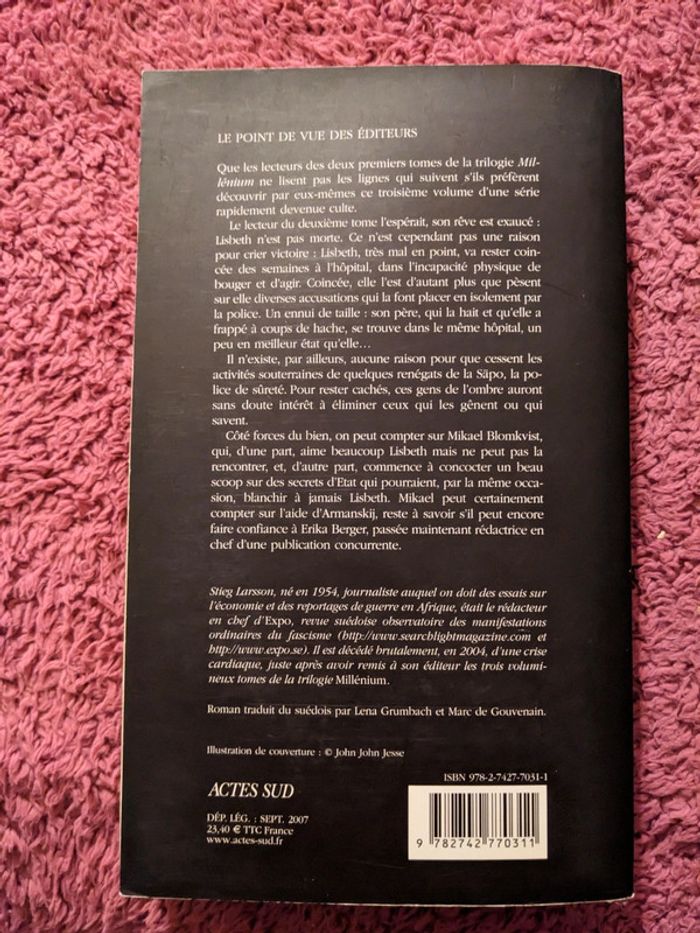 LE POINT DE VUE DES ÉDITEURS
Que les lecteurs des deux premiers tomes de la trilogie Mil-
lénium ne lisent pas les lignes qui suivent s'ils préfèrent
découvrir par eux-mêmes ce troisième volume d'une série
rapidement devenue culte.
Le lecteur du deuxième tome l'espérait, son rêve est exaucé :
Lisbeth n'est pas morte. Ce n'est cependant pas une raison
pour crier victoire : Lisbeth, très mal en point, va rester coin-
cée des semaines à l'hôpital, dans l'incapacité physique de
bouger et d'agir. Coincée, elle l'est d'autant plus que pèsent
sur elle diverses accusations qui la font placer en isolement par
la police. Un ennui de taille : son père, qui la hait et qu'elle a
frappé à coups de hache, se trouve dans le même hôpital, un
peu en meilleur état qu'elle…
Il n'existe, par ailleurs, aucune raison pour que cessent les
activités souterraines de quelques renégats de la Säpo, la po-
lice de sûreté. Pour rester cachés, ces gens de l'ombre auront
sans doute intérêt à éliminer ceux qui les gênent ou qui
savent.
Côté forces du bien, on peut compter sur Mikael Blomkvist,
qui, d'une part, aime beaucoup Lisbeth mais ne peut pas la
rencontrer, et, d'autre part, commence à concocter un beau
scoop sur des secrets d'Etat qui pourraient, par la même occa-
sion, blanchir à jamais Lisbeth. Mikael peut certainement
compter sur l'aide d'Armanskij, reste à savoir s'il peut encore
faire confiance à Erika Berger, passée maintenant rédactrice en
chef d'une publication concurrente.
Stieg Larsson, né en 1954, journaliste auquel on doit des essais sur
l'économie et des reportages de guerre en Afrique, était le rédacteur
en chef d'Expo, revue suédoise observatoire des manifestations
ordinaires du fascisme (http://www.searchlightmagazine.com et
http://www.expo.se). Il est décédé brutalement, en 2004, d'une crise
cardiaque, juste après avoir remis à son éditeur les trois volumi-
neux tomes de la trilogie Millénium.
Roman traduit du suédois par Lena Grumbach et Marc de Gouvenain.
Illustration de couverture : © John John Jesse
ISBN 978-2-7427-7031-1
ACTES SUD
DÉP. LÉG. : SEPT. 2007
23,40 € TTC France
www.actes-sud.fr
9 782742 770311